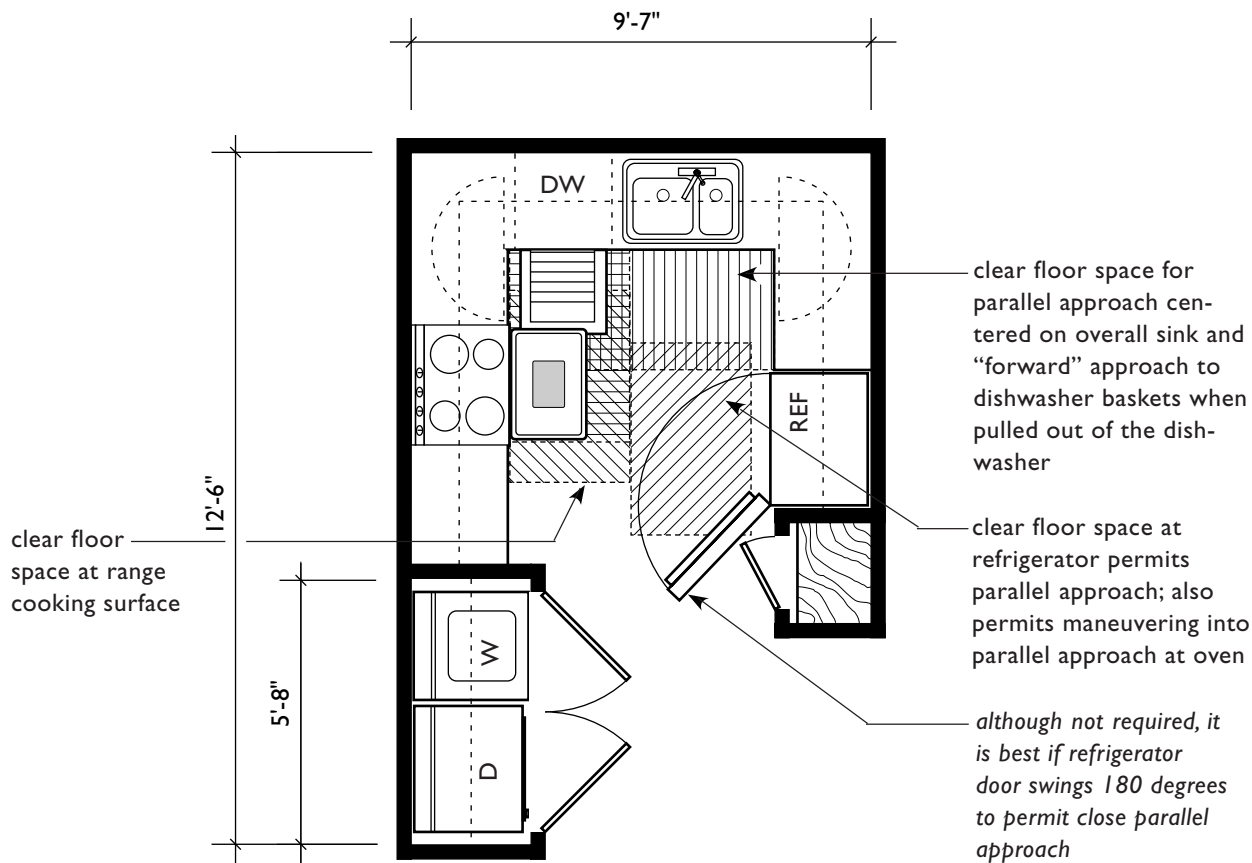 9'-7"
DW
clear floor space for
parallel approach cen-
tered on overall sink and
“forward” approach to
dishwasher baskets when
pulled out of the dish-
washer
REF
12'-6"
clear floor
space at range
cooking surface
clear floor space at
refrigerator permits
parallel approach; also
permits maneuvering into
parallel approach at oven
W
5'-8"
D
although not required, it
is best if refrigerator
door swings 180 degrees
to permit close parallel
approach